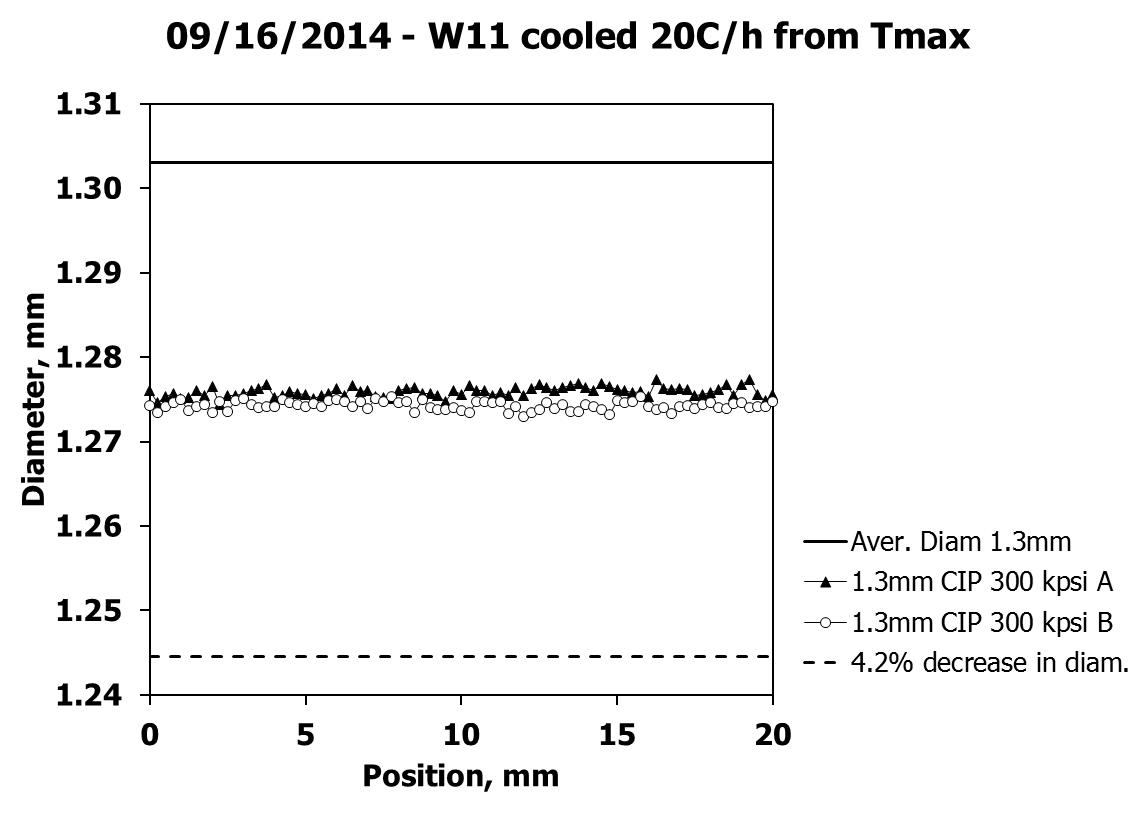 09/16/2014 - W11 cooled 20C/h from Tmax
1.31
1.30
1.29
1.28
1.27
1.26
1.25
1.24
Diameter, mm
0 5 10 15 20
Position, mm
Aver. Diam 1.3mm
1.3mm CIP 300 kpsi A
1.3mm CIP 300 kpsi B
4.2% decrease in diam.